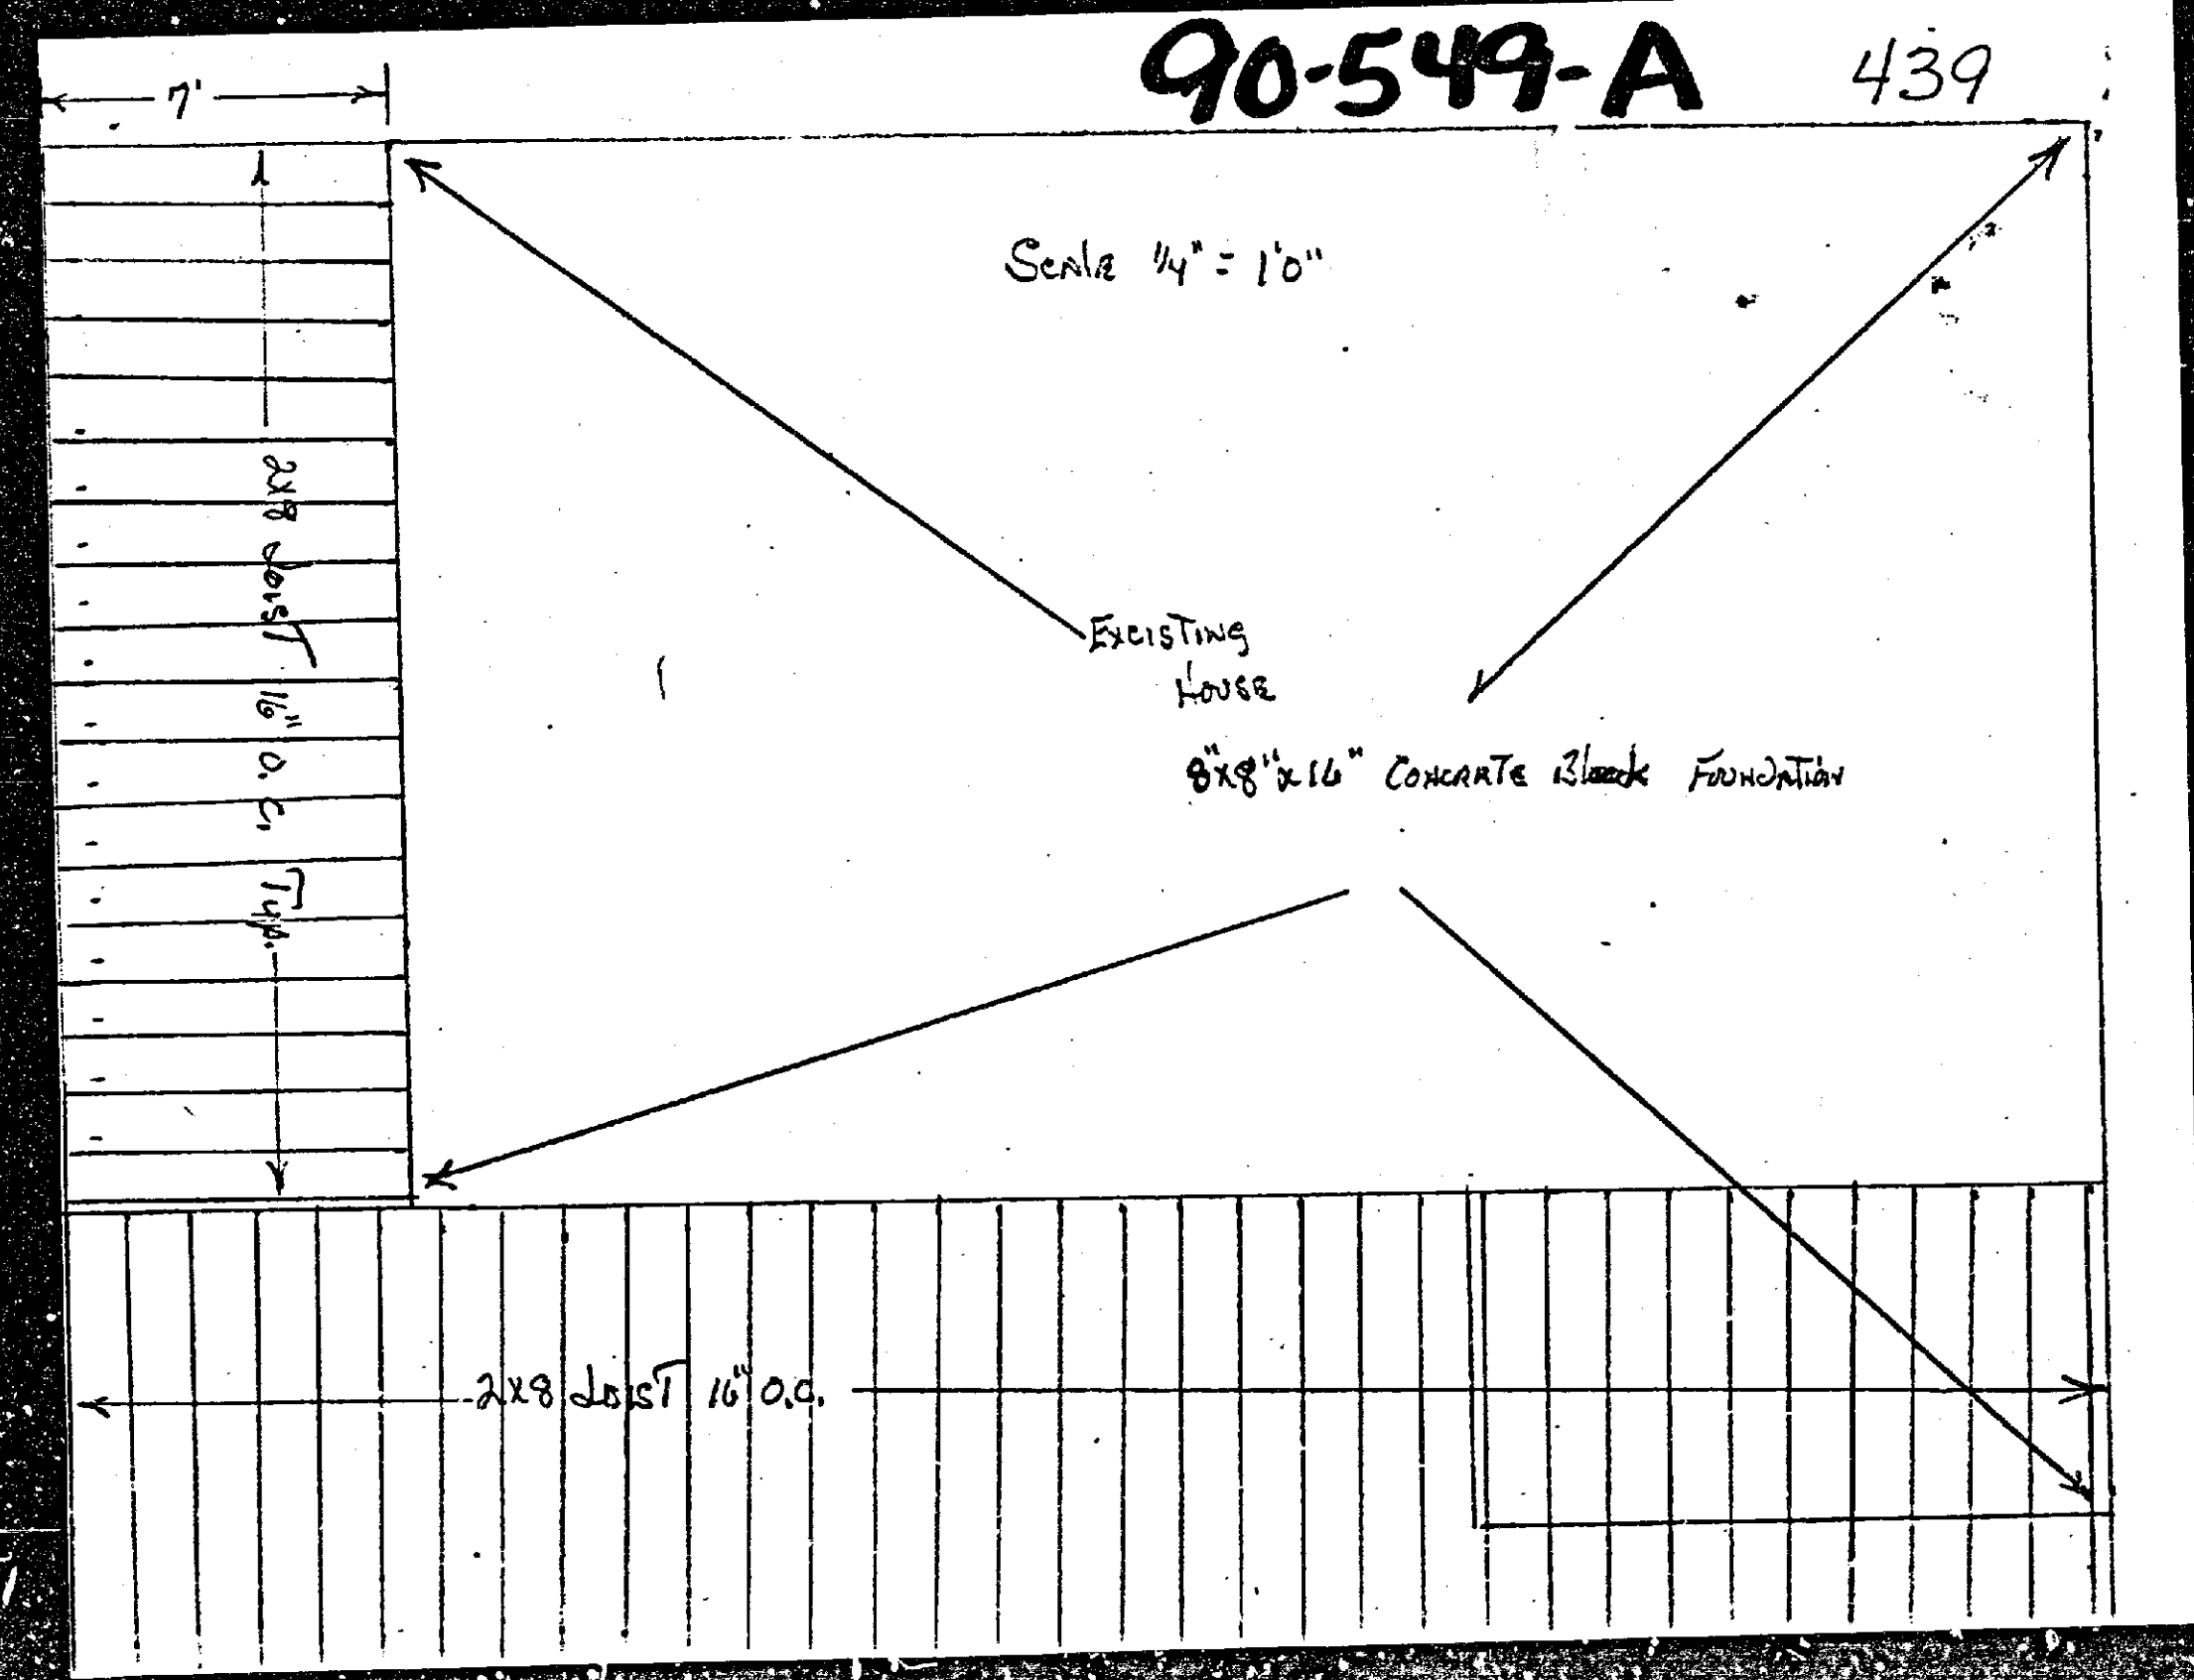 90-549-A 439
7'
Scale 1/4" = 1'0"
2x8 Joist 16" O.C. Typ.
Excisting
House
8"x8"x16" Concrate Block Foundation
2x8 Joist 16" O.C.